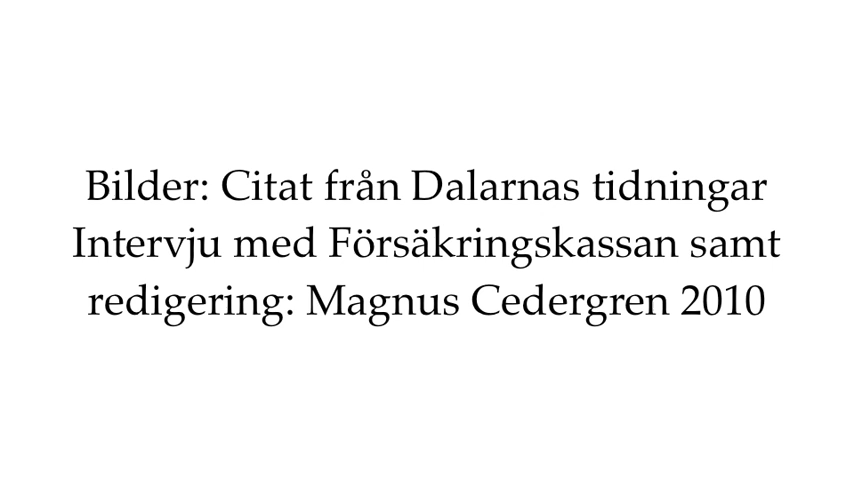 Bilder: Citat från Dalarnas tidningar
Intervju med Försäkringskassan samt
redigering: Magnus Cedergren 2010